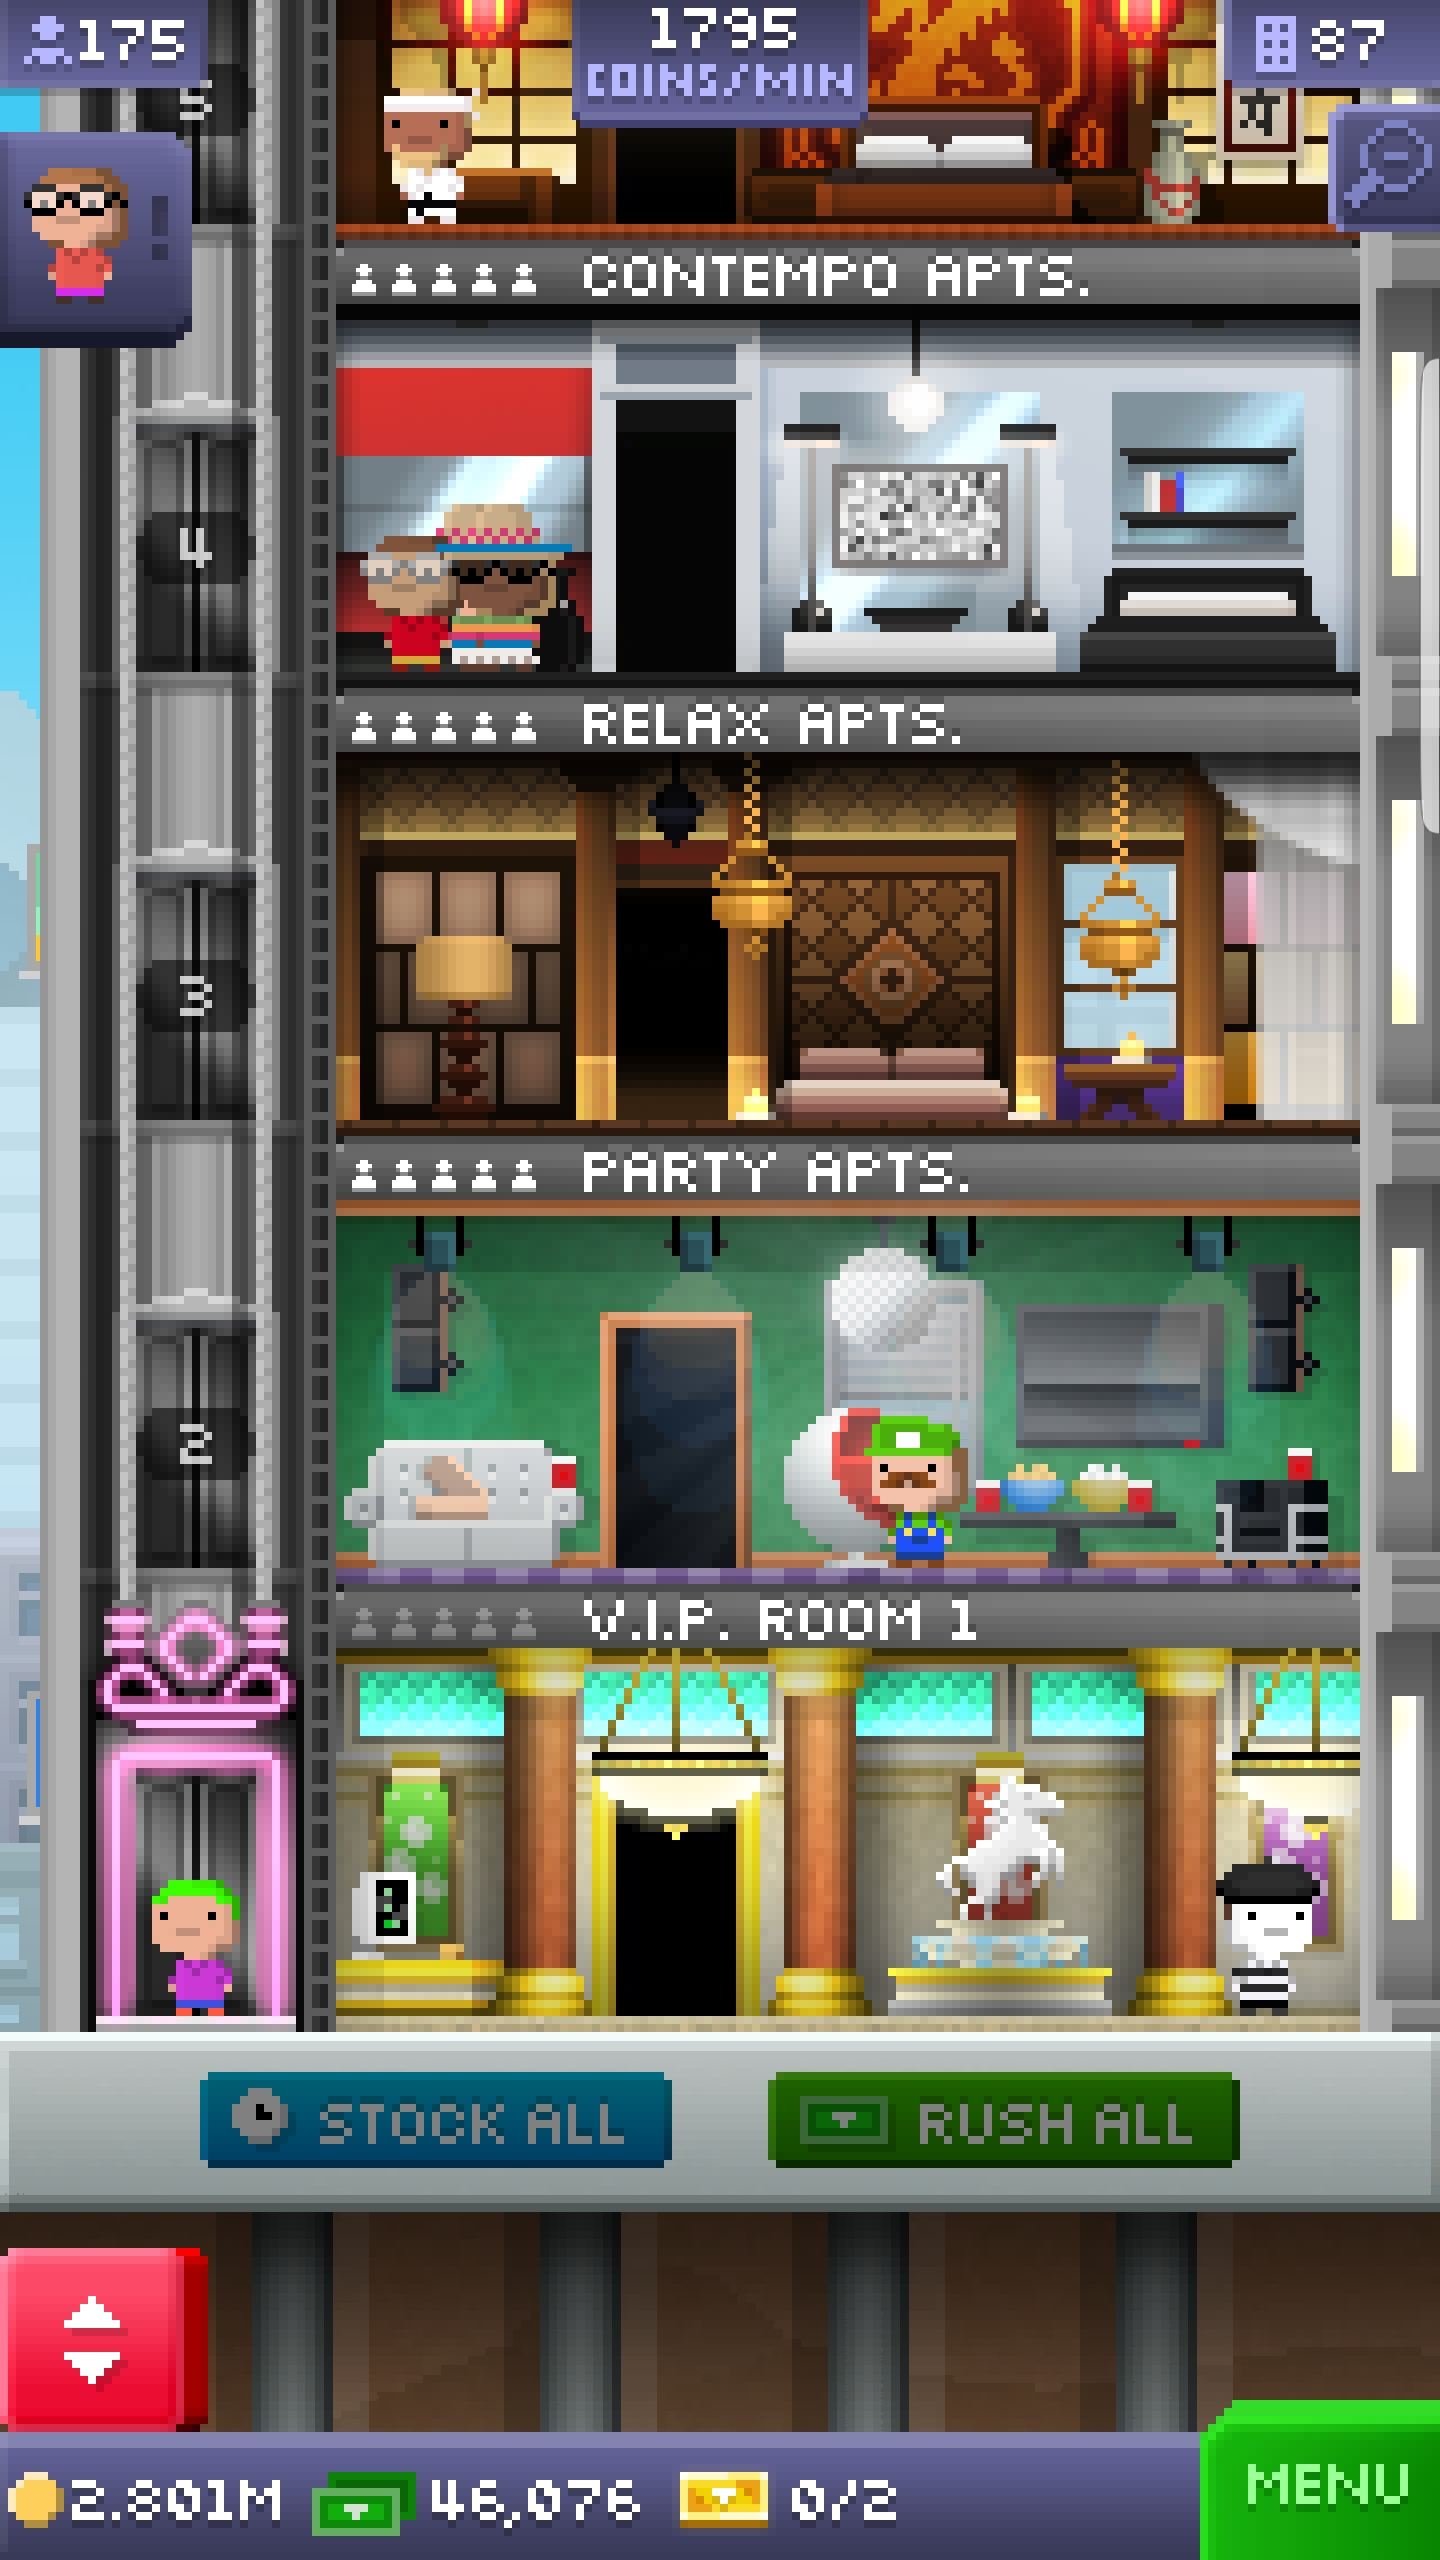 175
1795
COINS/MIN
87
5
CONTEMPO APTS.
4
RELAX APTS.
3
PARTY APTS.
2
V.I.P. ROOM 1
STOCK ALL
RUSH ALL
2.801M
46,076
0/2
MENU